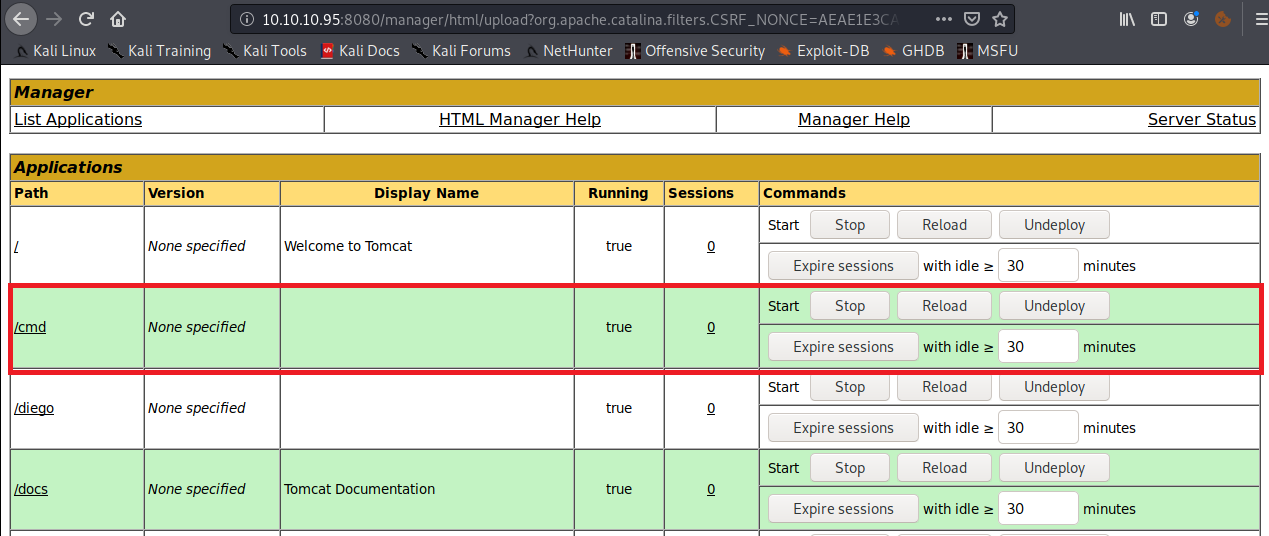 10.10.10.95:8080/manager/html/upload?org.apache.catalina.filters.CSRF_NONCE=AEAE1E3CA
Kali Linux Kali Training Kali Tools Kali Docs Kali Forums NetHunter Offensive Security Exploit-DB GHDB MSFU
Manager
List Applications HTML Manager Help Manager Help Server Status
Applications
Path Version Display Name Running Sessions Commands
/ None specified Welcome to Tomcat true 0 Start Stop Reload Undeploy
Expire sessions with idle ≥ 30 minutes
/cmd None specified true 0 Start Stop Reload Undeploy
Expire sessions with idle ≥ 30 minutes
/diego None specified true 0 Start Stop Reload Undeploy
Expire sessions with idle ≥ 30 minutes
/docs None specified Tomcat Documentation true 0 Start Stop Reload Undeploy
Expire sessions with idle ≥ 30 minutes